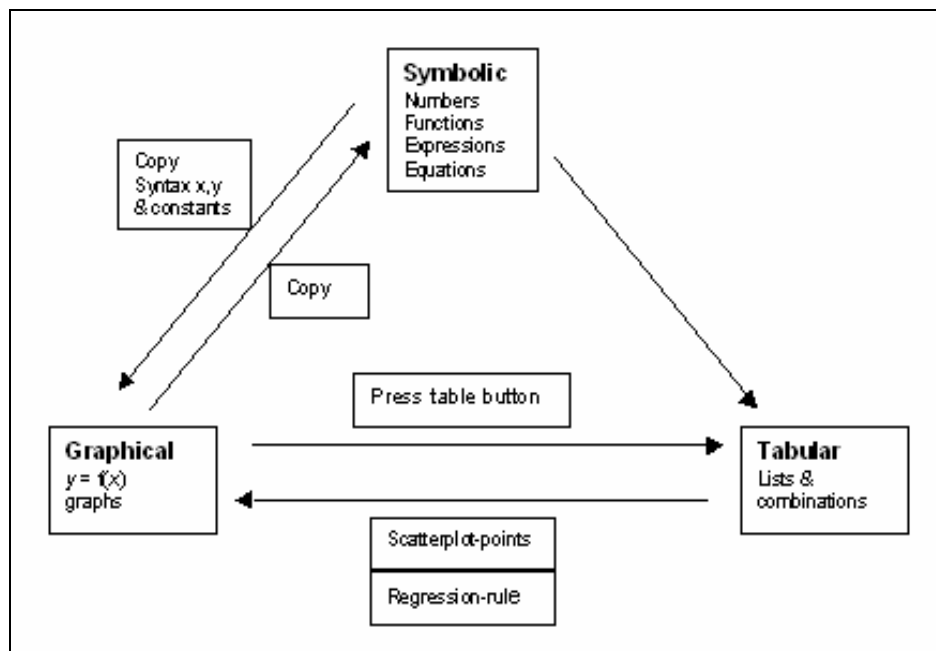 Symbolic
Numbers
Functions
Expressions
Equations
Copy
Syntax x,y
& constants
Copy
Press table button
Graphical
y = f(x)
graphs
Tabular
Lists &
combinations
Scatterplot-points
Regression-rule